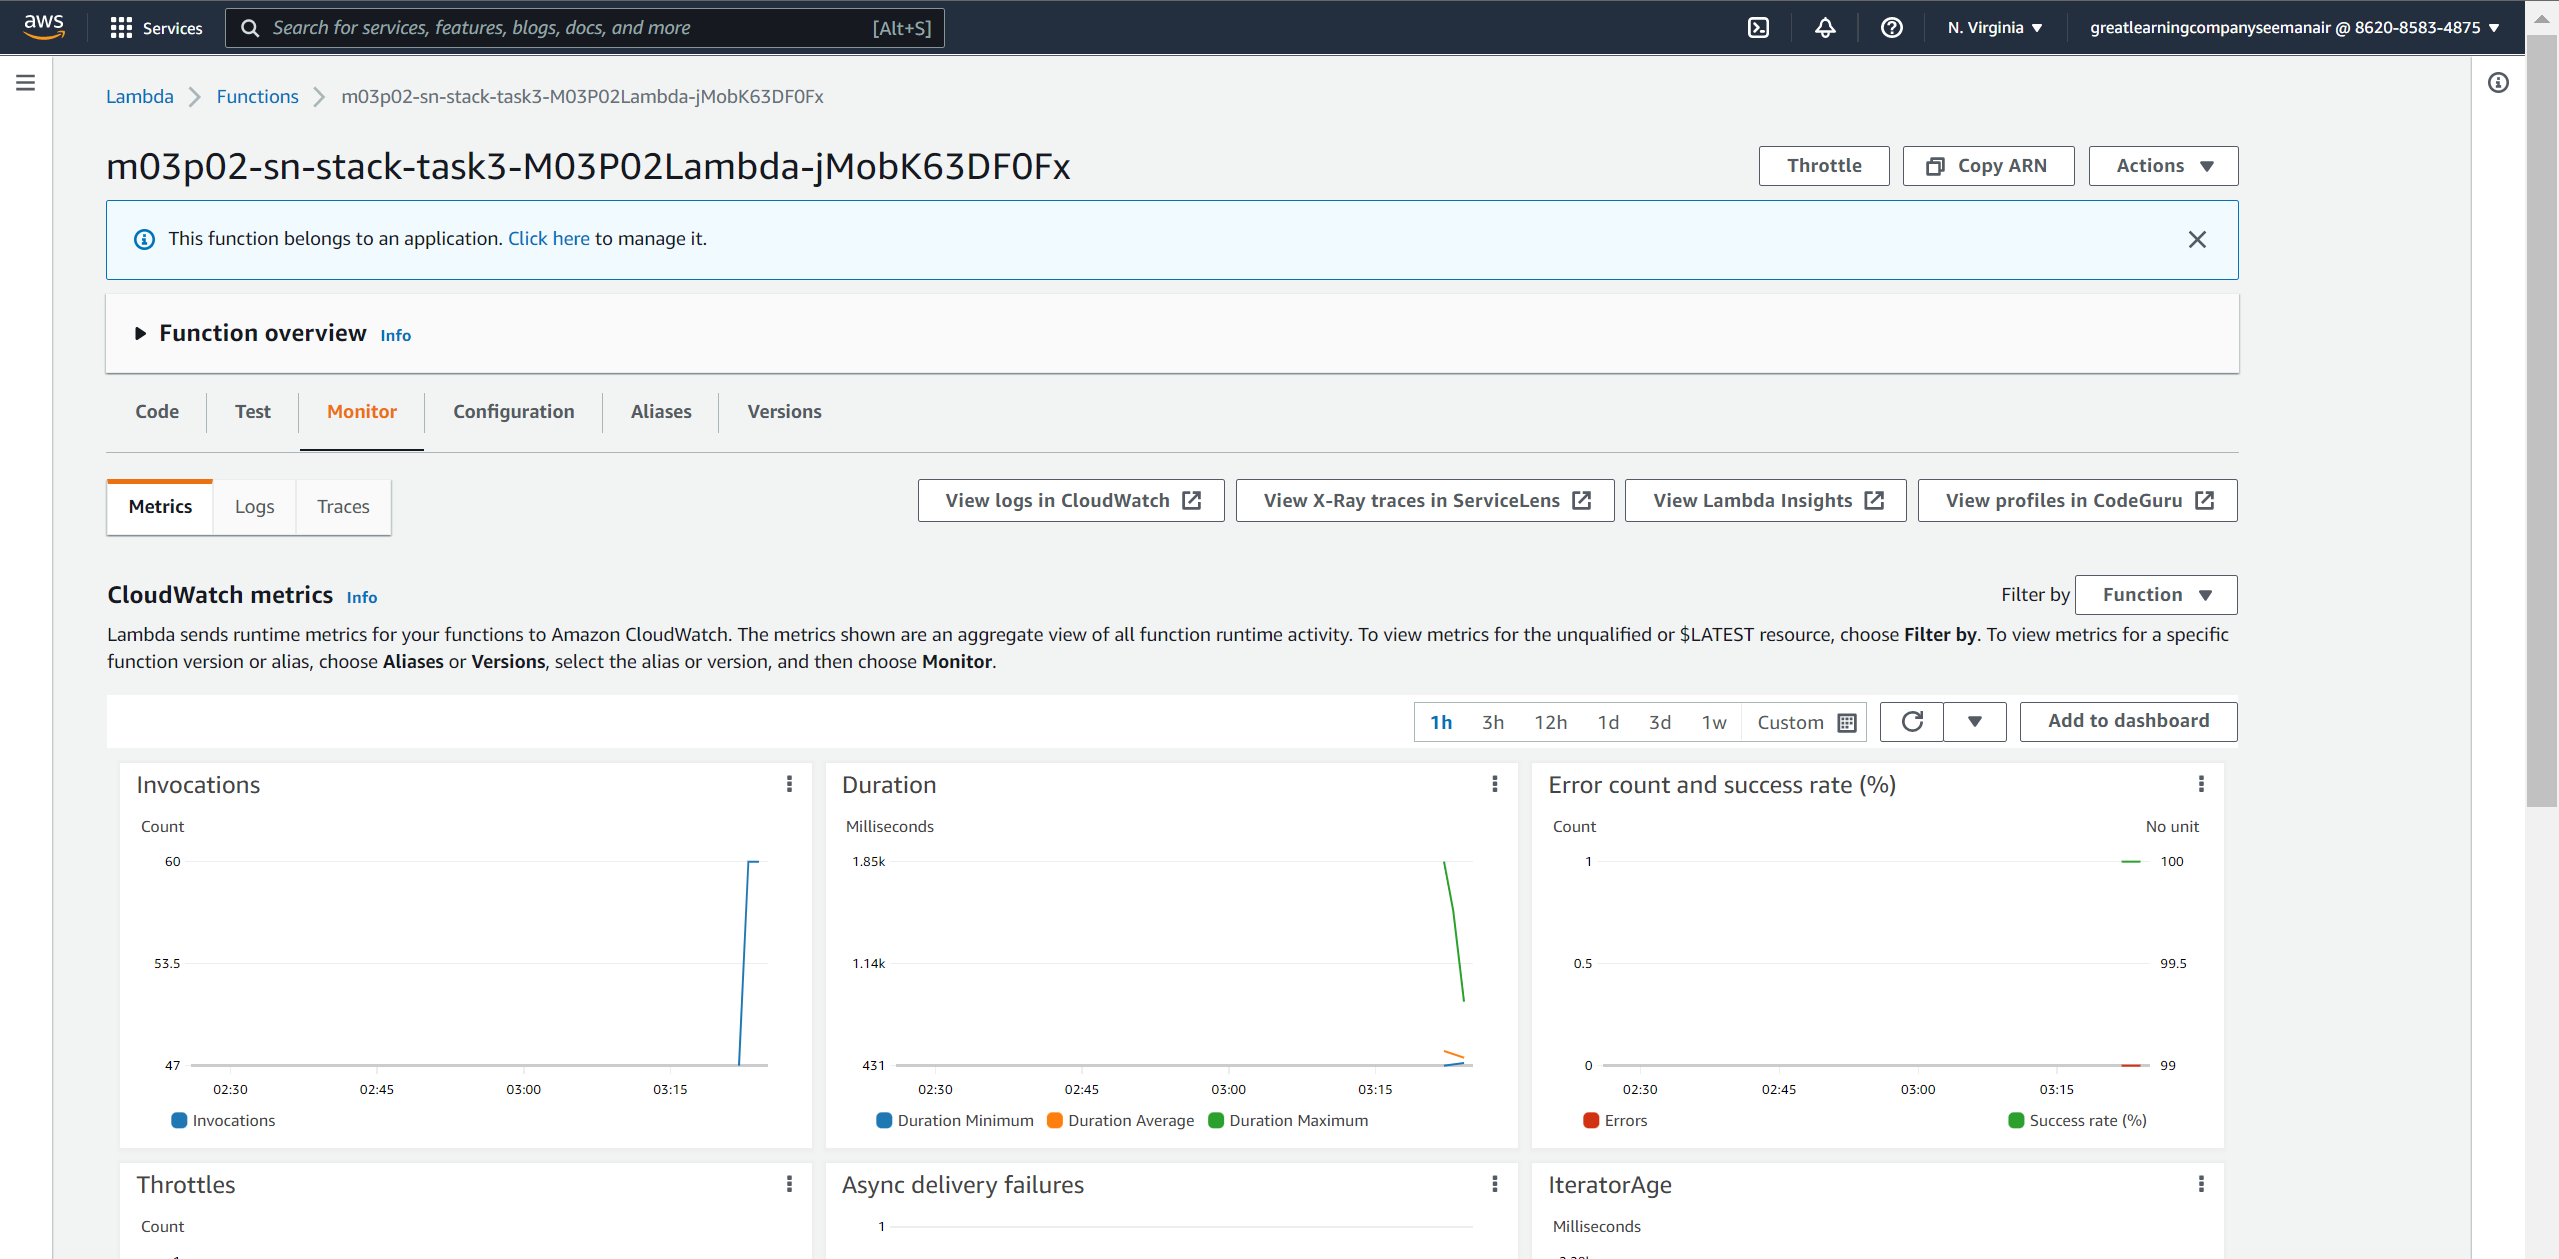 aws Services Search for services, features, blogs, docs, and more [Alt+S] N. Virginia greatlearningcompanyseemanair @ 8620-8583-4875
Lambda Functions m03p02-sn-stack-task3-M03P02Lambda-jMobK63DF0Fx
m03p02-sn-stack-task3-M03P02Lambda-jMobK63DF0Fx Throttle Copy ARN Actions
This function belongs to an application. Click here to manage it.
Function overview Info
Code Test Monitor Configuration Aliases Versions
Metrics Logs Traces View logs in CloudWatch View X-Ray traces in ServiceLens View Lambda Insights View profiles in CodeGuru
CloudWatch metrics Info Filter by Function
Lambda sends runtime metrics for your functions to Amazon CloudWatch. The metrics shown are an aggregate view of all function runtime activity. To view metrics for the unqualified or $LATEST resource, choose Filter by. To view metrics for a specific
function version or alias, choose Aliases or Versions, select the alias or version, and then choose Monitor.
1h 3h 12h 1d 3d 1w Custom Add to dashboard
Invocations
Count
60
53.5
47
02:30 02:45 03:00 03:15
Invocations
Duration
Milliseconds
1.85k
1.14k
431
02:30 02:45 03:00 03:15
Duration Minimum Duration Average Duration Maximum
Error count and success rate (%)
Count No unit
1 100
0.5 99.5
0 99
02:30 02:45 03:00 03:15
Errors Success rate (%)
Throttles
Count
Async delivery failures
1
IteratorAge
Milliseconds